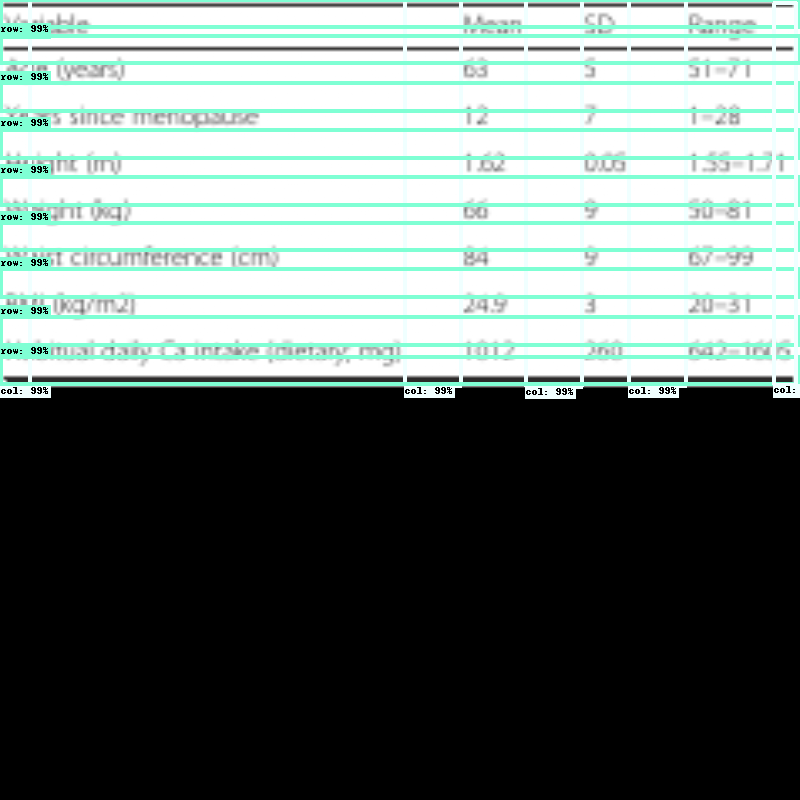 Variable Mean SD Range
row: 99%
Age (years) 63 5 51–71
row: 99%
Years since menopause 12 7 1–28
row: 99%
Height (m) 1.62 0.05 1.55–1.71
row: 99%
Weight (kg) 66 9 50–81
row: 99%
Waist circumference (cm) 84 9 67–99
row: 99%
BMI (kg/m2) 24.9 3 20–31
row: 99%
Habitual daily Ca intake (dietary, mg) 1012 260 642–1605
row: 99%
col: 99% col: 99% col: 99% col: 99% col: